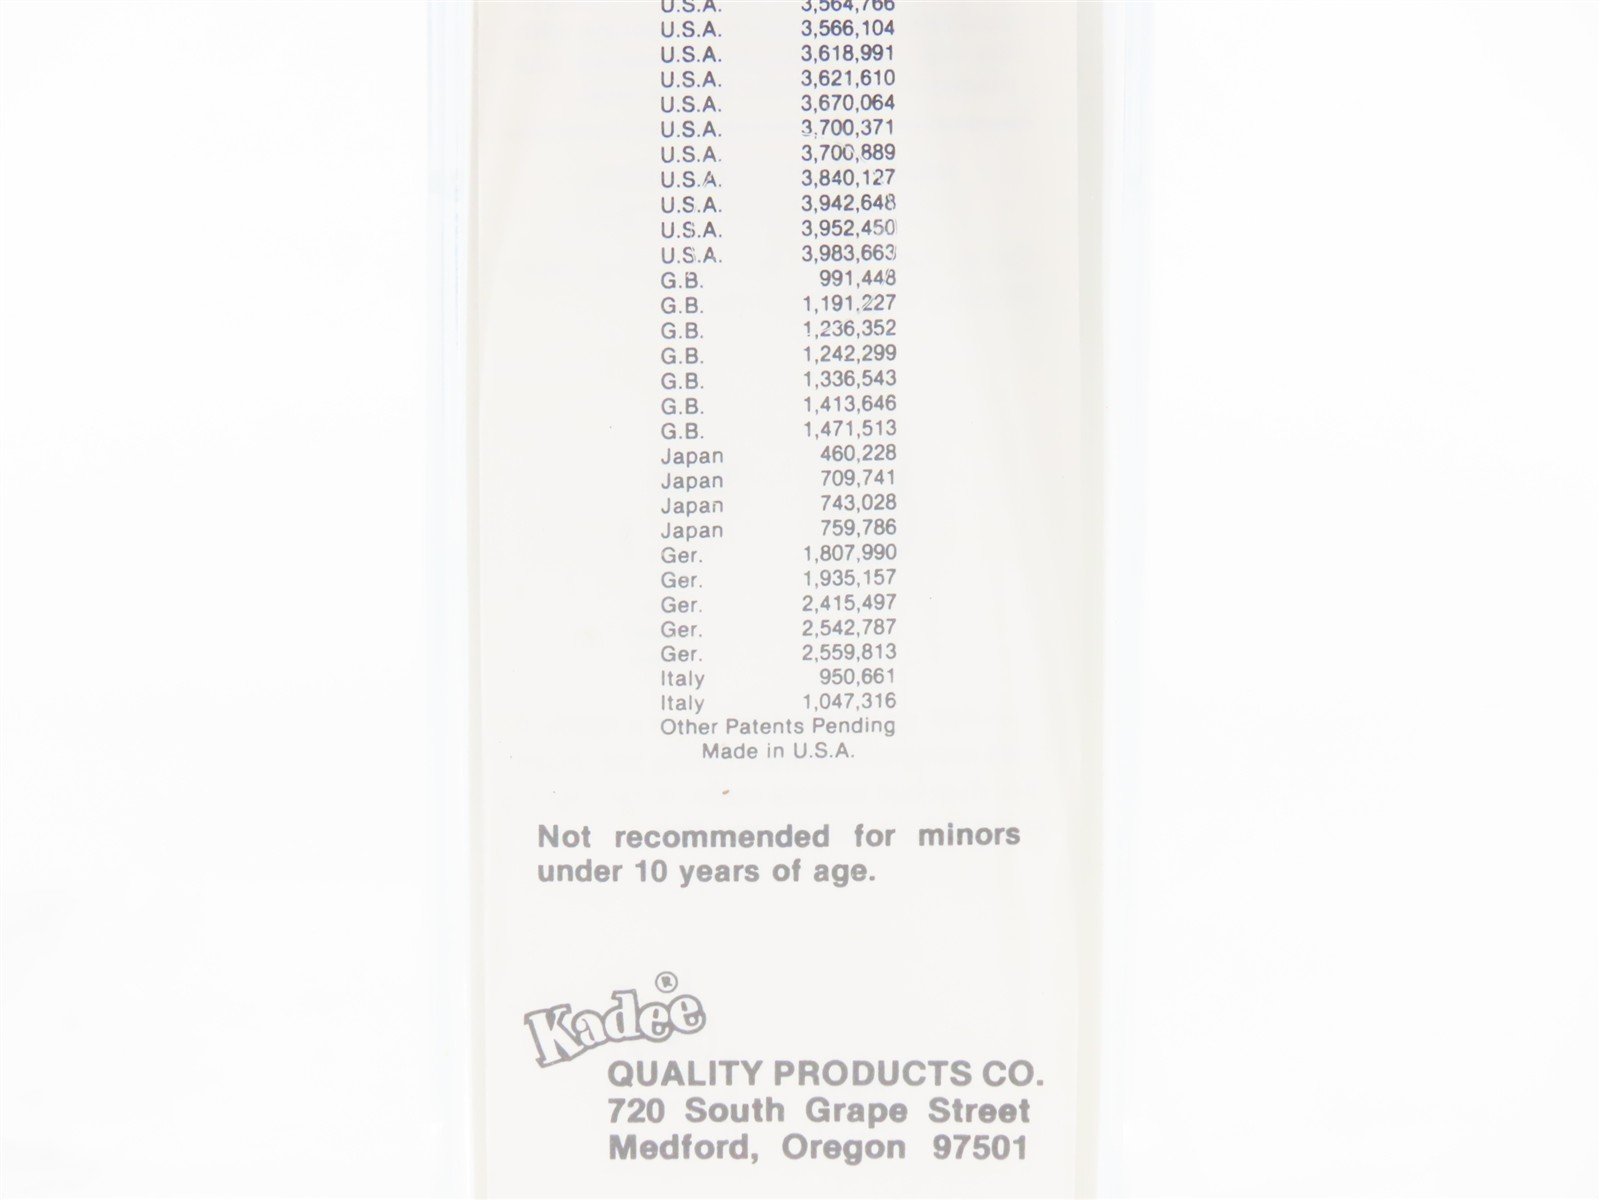 U.S.A. 3,564,766
U.S.A. 3,566,104
U.S.A. 3,618,991
U.S.A. 3,621,610
U.S.A. 3,670,064
U.S.A. 3,700,371
U.S.A. 3,700,889
U.S.A. 3,840,127
U.S.A. 3,942,648
U.S.A. 3,952,450
U.S.A. 3,983,663
G.B. 991,448
G.B. 1,191,227
G.B. 1,236,352
G.B. 1,242,299
G.B. 1,336,543
G.B. 1,413,646
G.B. 1,471,513
Japan 460,228
Japan 709,741
Japan 743,028
Japan 759,786
Ger. 1,807,990
Ger. 1,935,157
Ger. 2,415,497
Ger. 2,542,787
Ger. 2,559,813
Italy 950,661
Italy 1,047,316
Other Patents Pending
Made in U.S.A.
Not recommended for minors
under 10 years of age.
Kadee®
QUALITY PRODUCTS CO.
720 South Grape Street
Medford, Oregon 97501